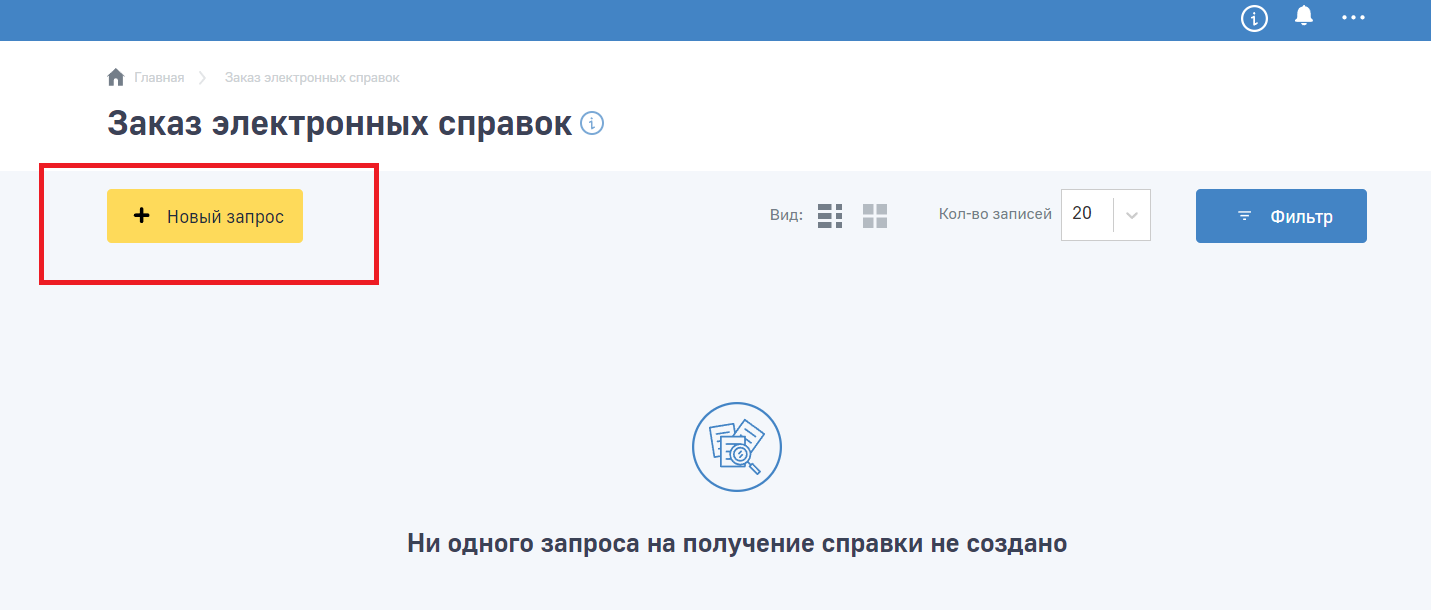 Главная
Заказ электронных справок
Заказ электронных справок
Новый запрос
Вид:
Кол-во записей
20
Фильтр
Ни одного запроса на получение справки не создано